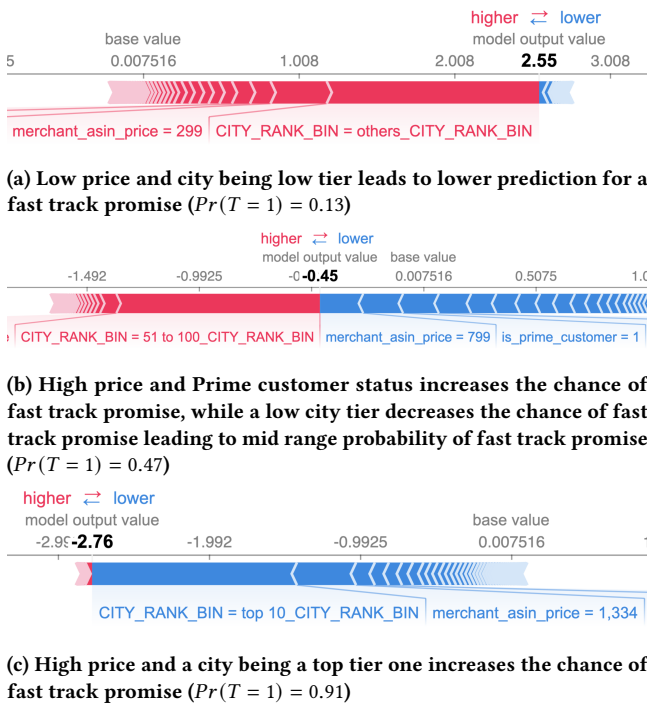 higher ⇄ lower
base value model output value
5 0.007516 1.008 2.008 2.55 3.008
merchant_asin_price = 299 CITY_RANK_BIN = others_CITY_RANK_BIN
(a) Low price and city being low tier leads to lower prediction for a
fast track promise (Pr(T = 1) = 0.13)
higher ⇄ lower
model output value base value
-1.492 -0.9925 -0.45 0.007516 0.5075 1.0
CITY_RANK_BIN = 51 to 100_CITY_RANK_BIN merchant_asin_price = 799 is_prime_customer = 1
(b) High price and Prime customer status increases the chance of
fast track promise, while a low city tier decreases the chance of fast
track promise leading to mid range probability of fast track promise
(Pr(T = 1) = 0.47)
higher ⇄ lower
model output value base value
-2.99 -2.76 -1.992 -0.9925 0.007516 1
CITY_RANK_BIN = top 10_CITY_RANK_BIN merchant_asin_price = 1,334
(c) High price and a city being a top tier one increases the chance of
fast track promise (Pr(T = 1) = 0.91)